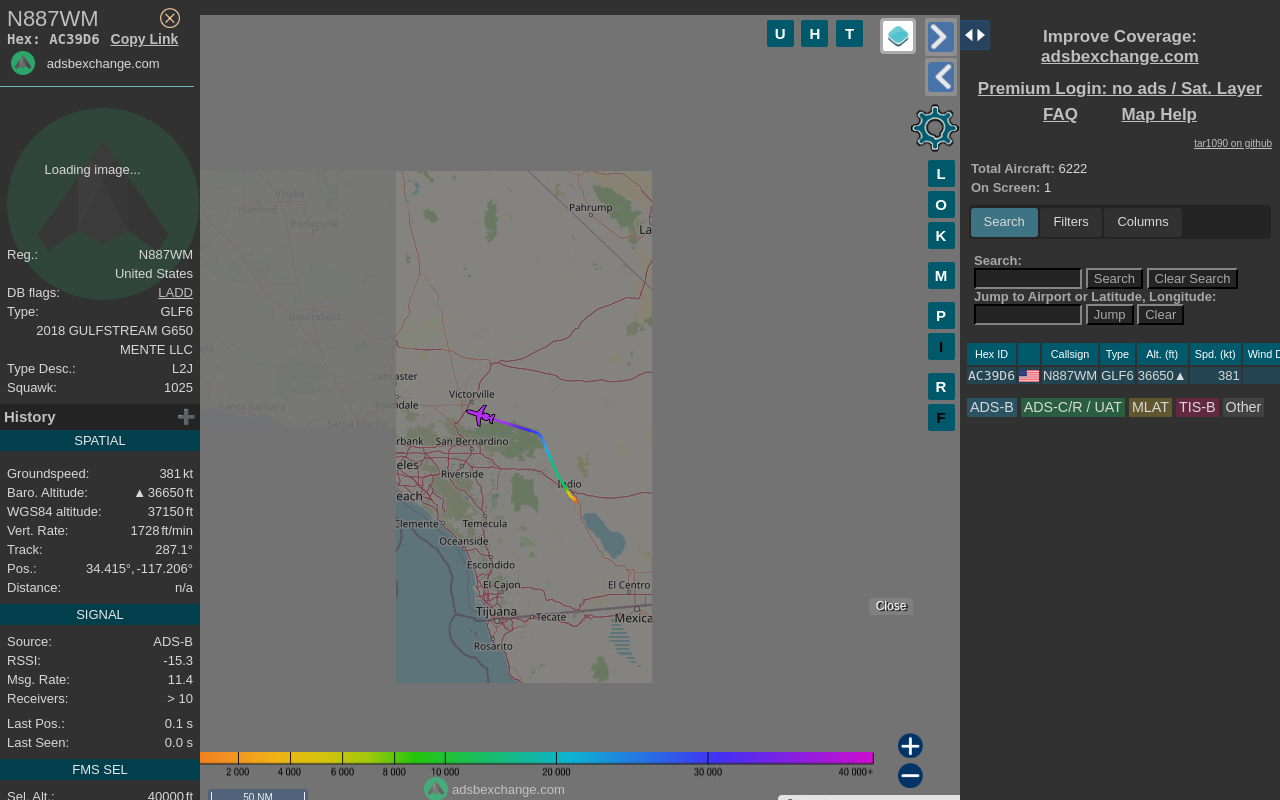 N887WM
Hex: AC39D6 Copy Link
adsbexchange.com
Loading image...
Reg.: N887WM
United States
DB flags: LADD
Type: GLF6
2018 GULFSTREAM G650
MENTE LLC
Type Desc.: L2J
Squawk: 1025
History
SPATIAL
Groundspeed: 381 kt
Baro. Altitude: ▲ 36650 ft
WGS84 altitude: 37150 ft
Vert. Rate: 1728 ft/min
Track: 287.1°
Pos.: 34.415°, -117.206°
Distance: n/a
SIGNAL
Source: ADS-B
RSSI: -15.3
Msg. Rate: 11.4
Receivers: > 10
Last Pos.: 0.1 s
Last Seen: 0.0 s
FMS SEL
Sel. Alt.: 40000 ft
U H T
L
O
K
M
P
I
R
F
Visalia
Hanford
Porterville
Bakersfield
Santa Barbara
Santa Clarita
Pahrump
La
Lancaster
Palmdale
Victorville
rbank
San Bernardino
eles
Riverside
Indio
each
Clemente
Temecula
Oceanside
Escondido
El Cajon
El Centro
Tijuana
Tecate
Mexica
Rosarito
Close
2 000 4 000 6 000 8 000 10 000 20 000 30 000 40 000+
adsbexchange.com
50 NM
Improve Coverage:
adsbexchange.com
Premium Login: no ads / Sat. Layer
FAQ Map Help
tar1090 on github
Total Aircraft: 6222
On Screen: 1
Search Filters Columns
Search:
Search Clear Search
Jump to Airport or Latitude, Longitude:
Jump Clear
Hex ID Callsign Type Alt. (ft) Spd. (kt) Wind D
AC39D6 N887WM GLF6 36650▲ 381
ADS-B ADS-C/R / UAT MLAT TIS-B Other